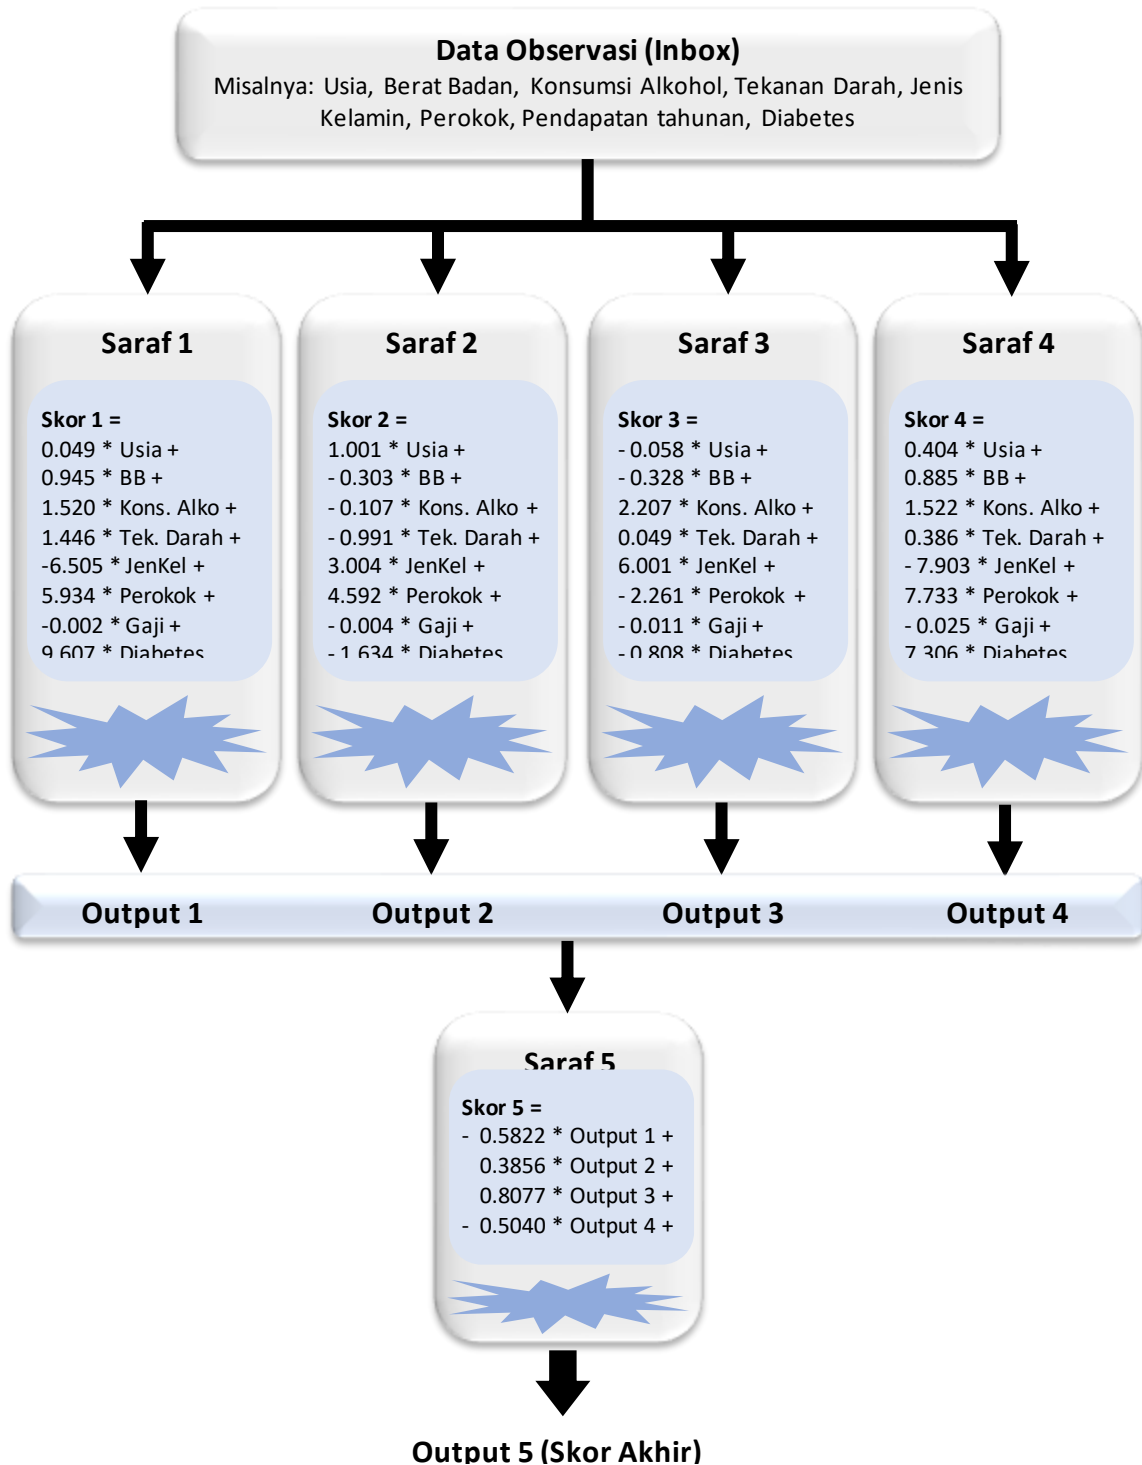 Data Observasi (Inbox)
Misalnya: Usia, Berat Badan, Konsumsi Alkohol, Tekanan Darah, Jenis
Kelamin, Perokok, Pendapatan tahunan, Diabetes
Saraf 1
Skor 1 =
0.049 * Usia +
0.945 * BB +
1.520 * Kons. Alko +
1.446 * Tek. Darah +
-6.505 * JenKel +
5.934 * Perokok +
-0.002 * Gaji +
9.607 * Diabetes
Saraf 2
Skor 2 =
1.001 * Usia +
- 0.303 * BB +
- 0.107 * Kons. Alko +
- 0.991 * Tek. Darah +
3.004 * JenKel +
4.592 * Perokok +
- 0.004 * Gaji +
- 1.634 * Diabetes
Saraf 3
Skor 3 =
- 0.058 * Usia +
- 0.328 * BB +
2.207 * Kons. Alko +
0.049 * Tek. Darah +
6.001 * JenKel +
- 2.261 * Perokok +
- 0.011 * Gaji +
- 0.808 * Diabetes
Saraf 4
Skor 4 =
0.404 * Usia +
0.885 * BB +
1.522 * Kons. Alko +
0.386 * Tek. Darah +
- 7.903 * JenKel +
7.733 * Perokok +
- 0.025 * Gaji +
7.306 * Diabetes
Output 1
Output 2
Output 3
Output 4
Saraf 5
Skor 5 =
- 0.5822 * Output 1 +
0.3856 * Output 2 +
0.8077 * Output 3 +
- 0.5040 * Output 4 +
Output 5 (Skor Akhir)